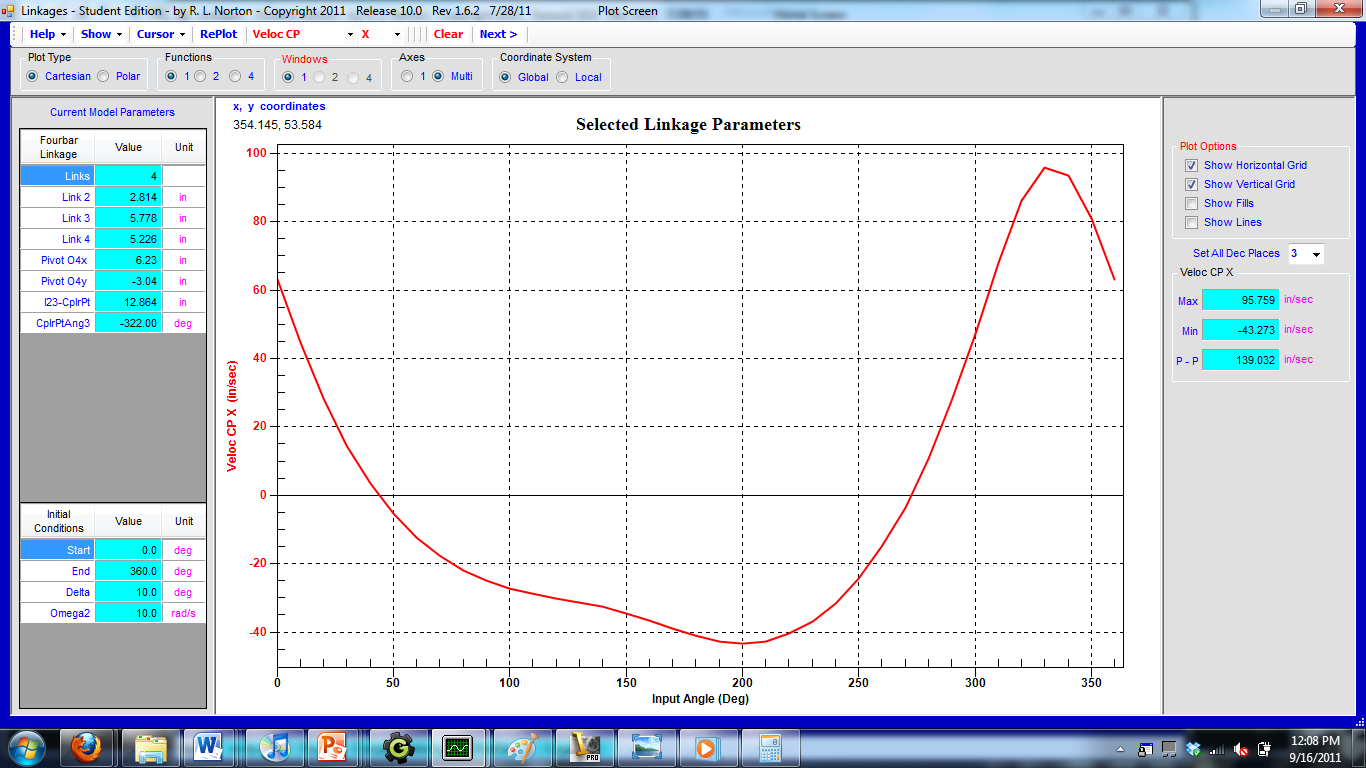 Linkages - Student Edition - by R. L. Norton - Copyright 2011 Release 10.0 Rev 1.6.2 7/28/11 Plot Screen
Help Show Cursor RePlot Veloc CP X Clear Next >
Plot Type Functions Windows Axes Coordinate System
Cartesian Polar 1 2 4 1 2 4 1 Multi Global Local
Current Model Parameters
Fourbar Linkage Value Unit
Links 4
Link 2 2.814 in
Link 3 5.778 in
Link 4 5.226 in
Pivot O4x 6.23 in
Pivot O4y -3.04 in
I23-CplrPt 12.864 in
CplrPtAng3 -322.00 deg
Initial Conditions Value Unit
Start 0.0 deg
End 360.0 deg
Delta 10.0 deg
Omega2 10.0 rad/s
x, y coordinates
354.145, 53.584
Selected Linkage Parameters
Veloc CP X (in/sec)
100
80
60
40
20
0
-20
-40
0 50 100 150 200 250 300 350
Input Angle (Deg)
Plot Options
Show Horizontal Grid
Show Vertical Grid
Show Fills
Show Lines
Set All Dec Places 3
Veloc CP X
Max 95.759 in/sec
Min -43.273 in/sec
P - P 139.032 in/sec
12:08 PM
9/16/2011